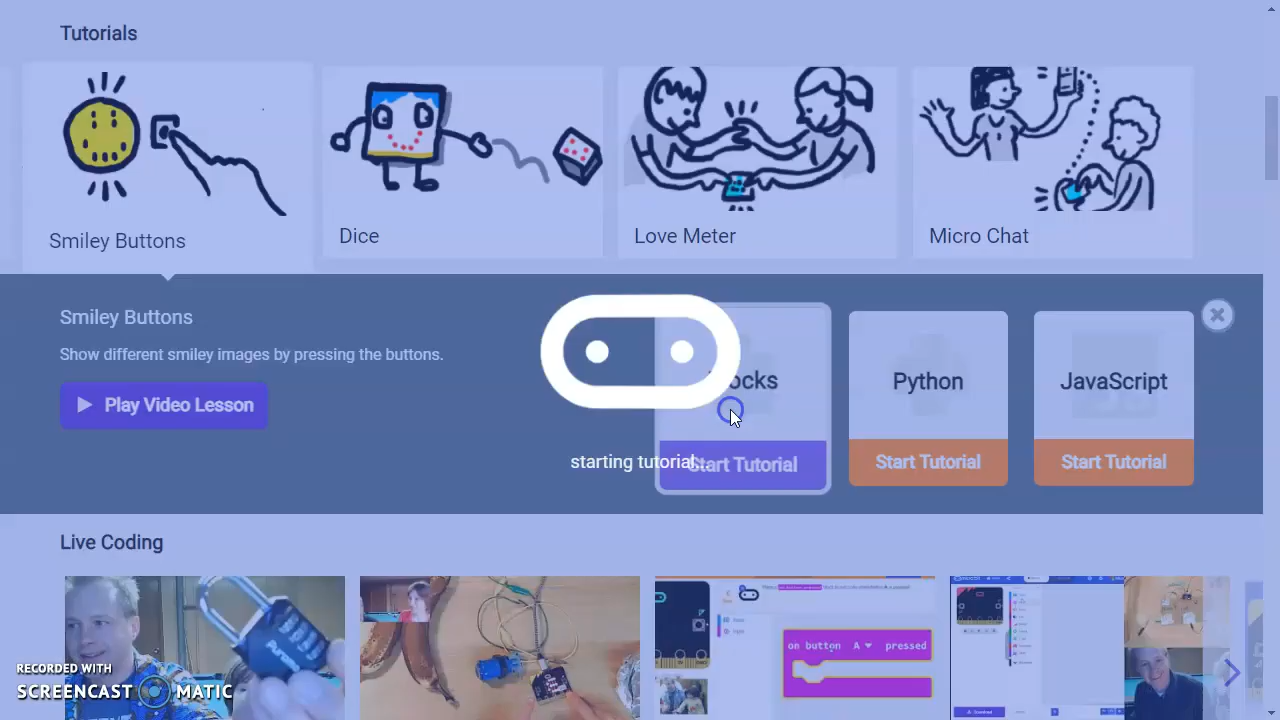 Tutorials
Smiley Buttons
Dice
Love Meter
Micro Chat
Smiley Buttons
Show different smiley images by pressing the buttons.
Play Video Lesson
Blocks
Python
JavaScript
starting tutorial...
Start Tutorial
Start Tutorial
Start Tutorial
Live Coding
on button A pressed
RECORDED WITH
SCREENCAST MATIC